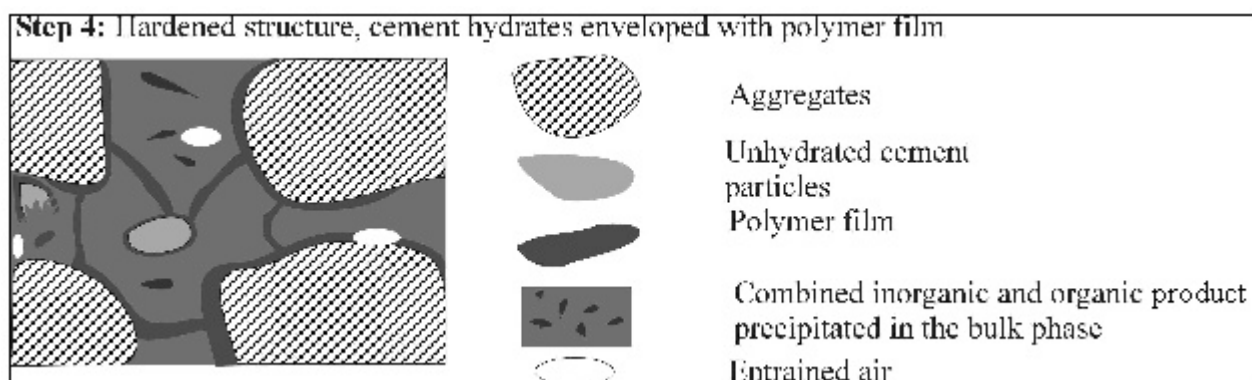 Step 4: Hardened structure, cement hydrates enveloped with polymer film
Aggregates
Unhydrated cement
particles
Polymer film
Combined inorganic and organic product
precipitated in the bulk phase
Entrained air